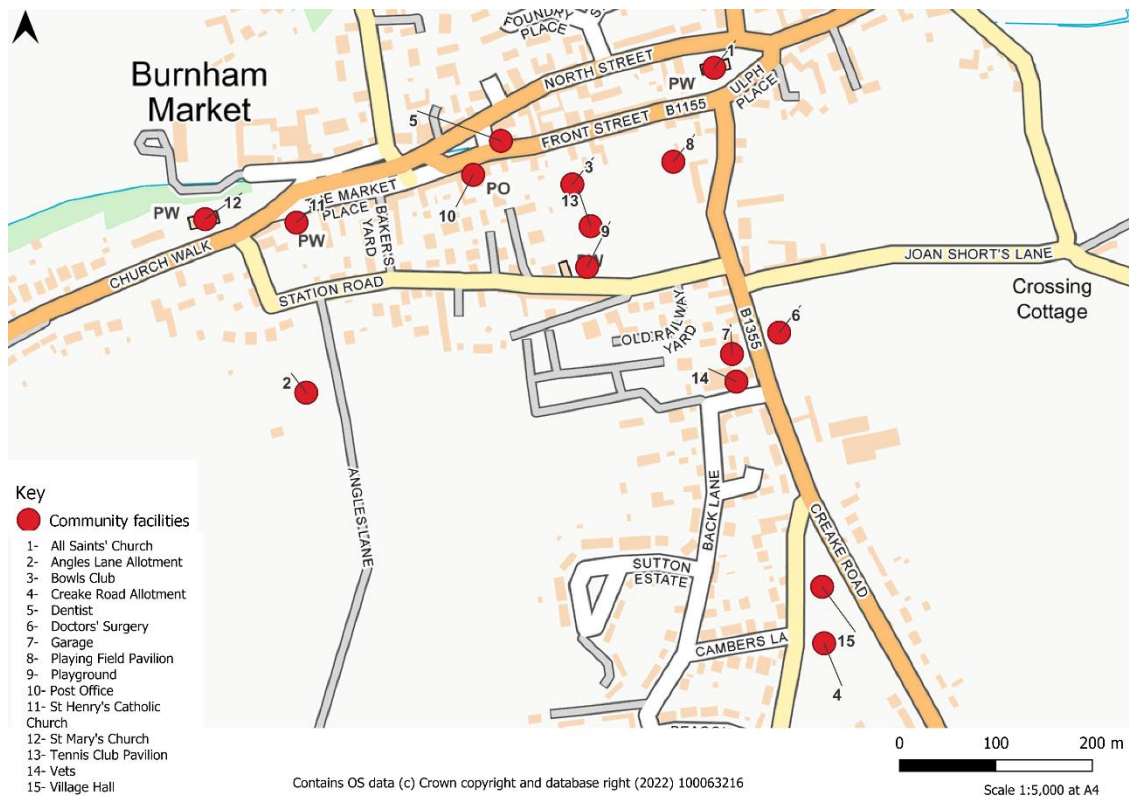 FOUNDRY
PLACE
NORTH STREET
1
PW
ULPH
PLACE
Burnham
Market
5
FRONT STREET
B1155
8
3
PO
10
13
THE MARKET
PLACE
12
PW
11
PW
BAKER'S
YARD
9
CHURCH WALK
STATION ROAD
JOAN SHORT'S LANE
Crossing
Cottage
OLD RAILWAY
YARD
B1355
6
7
14
2
ANGLES LANE
BACK LANE
CREAKE ROAD
SUTTON
ESTATE
CAMBERS LA
15
4
Key
Community facilities
1- All Saints' Church
2- Angles Lane Allotment
3- Bowls Club
4- Creake Road Allotment
5- Dentist
6- Doctors' Surgery
7- Garage
8- Playing Field Pavilion
9- Playground
10- Post Office
11- St Henry's Catholic
Church
12- St Mary's Church
13- Tennis Club Pavilion
14- Vets
15- Village Hall
Contains OS data (c) Crown copyright and database right (2022) 100063216
0 100 200 m
Scale 1:5,000 at A4